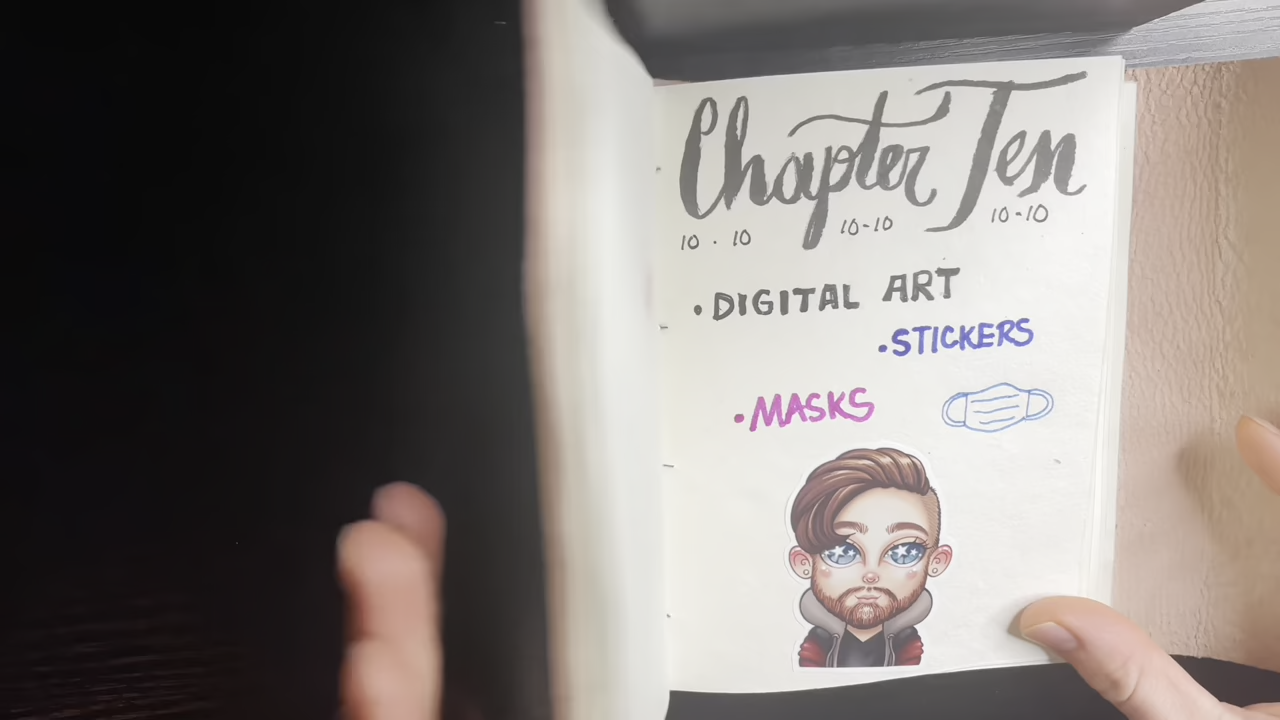 Chapter Ten
10 . 10 10-10 10-10
• DIGITAL ART
• STICKERS
• MASKS